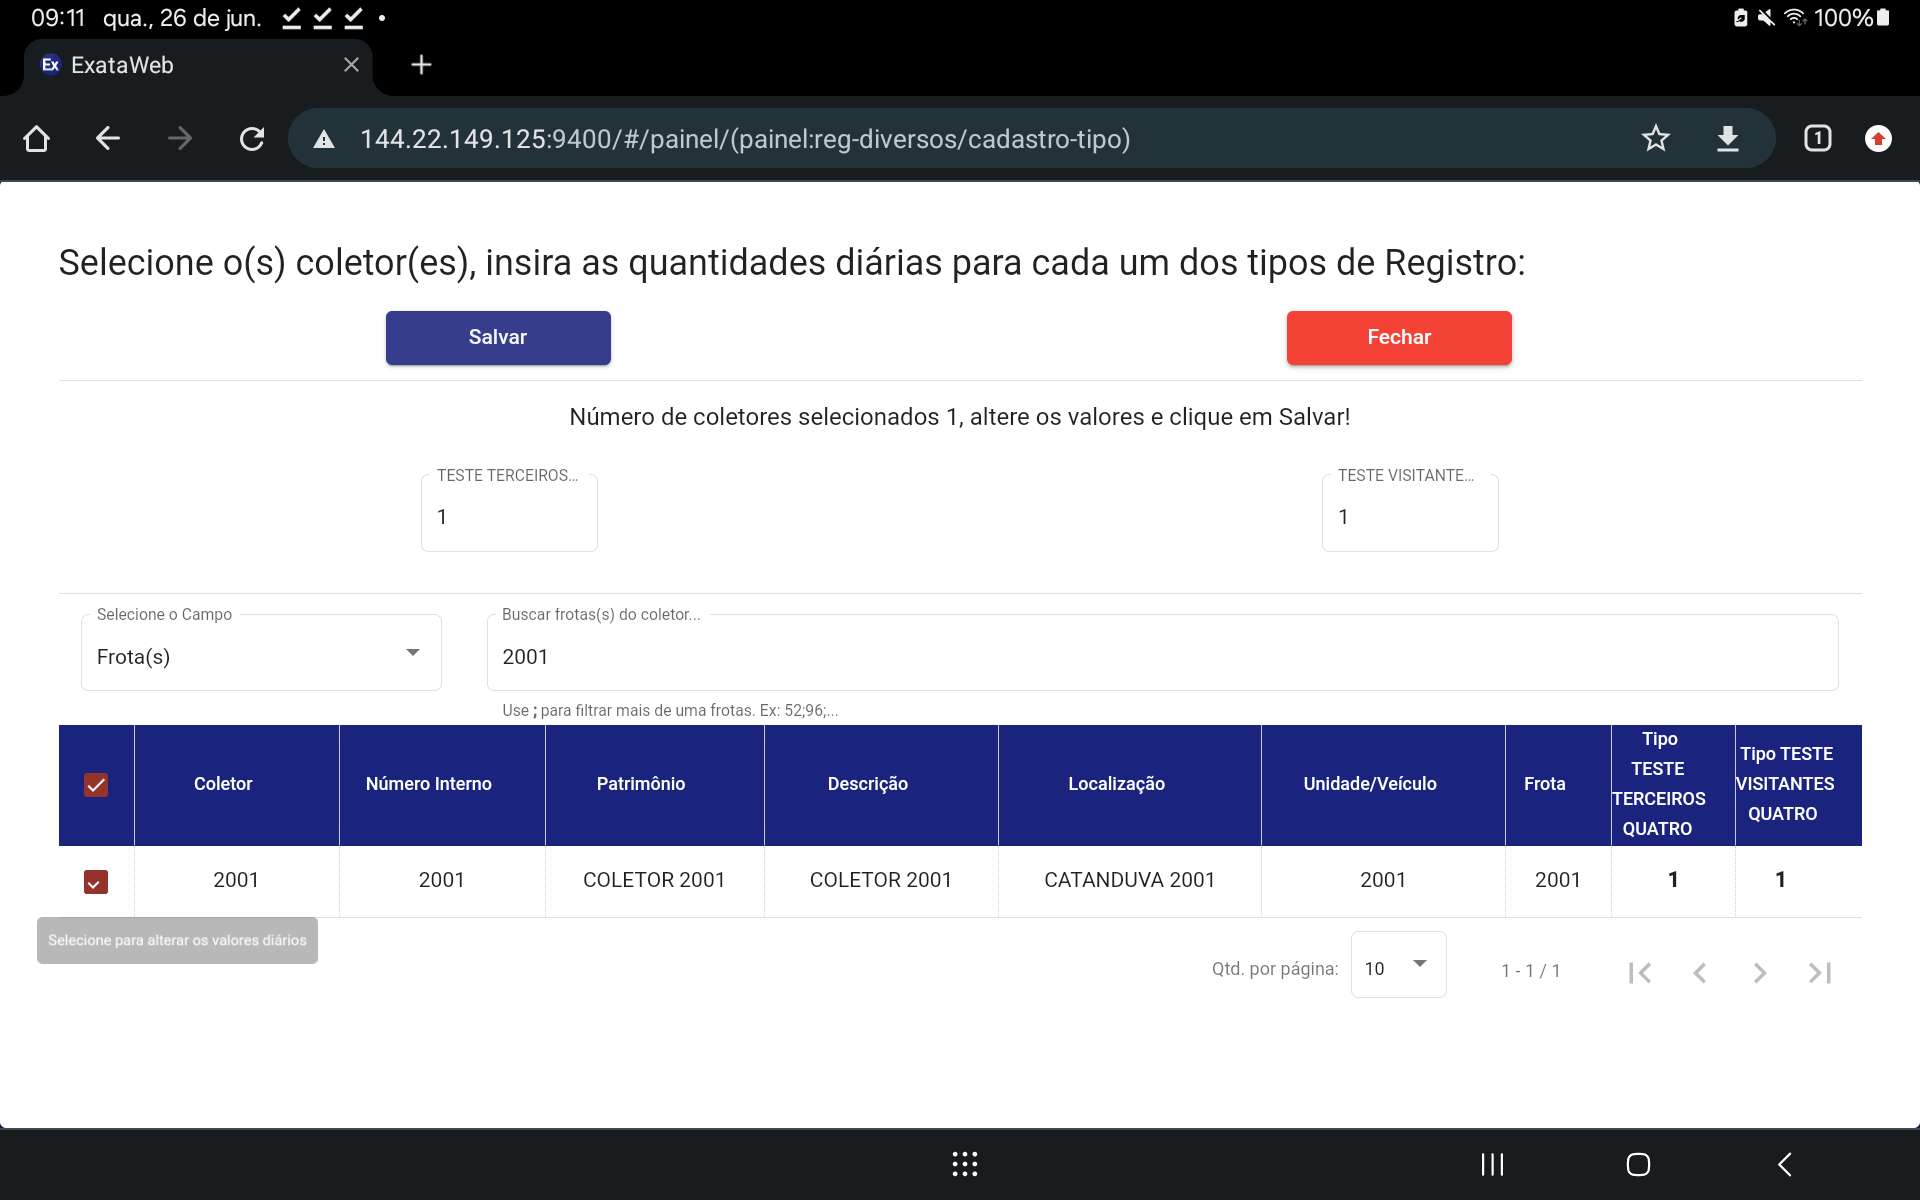 09:11 qua., 26 de jun. 100%
Ex ExataWeb
144.22.149.125:9400/#/painel/(painel:reg-diversos/cadastro-tipo) 1
Selecione o(s) coletor(es), insira as quantidades diárias para cada um dos tipos de Registro:
Salvar Fechar
Número de coletores selecionados 1, altere os valores e clique em Salvar!
TESTE TERCEIROS... TESTE VISITANTE...
1 1
Selecione o Campo Buscar frotas(s) do coletor...
Frota(s) 2001
Use ; para filtrar mais de uma frotas. Ex: 52;96;...
Coletor Número Interno Patrimônio Descrição Localização Unidade/Veículo Frota Tipo TESTE TERCEIROS QUATRO Tipo TESTE VISITANTES QUATRO
2001 2001 COLETOR 2001 COLETOR 2001 CATANDUVA 2001 2001 2001 1 1
Selecione para alterar os valores diários
Qtd. por página: 10 1 - 1 / 1